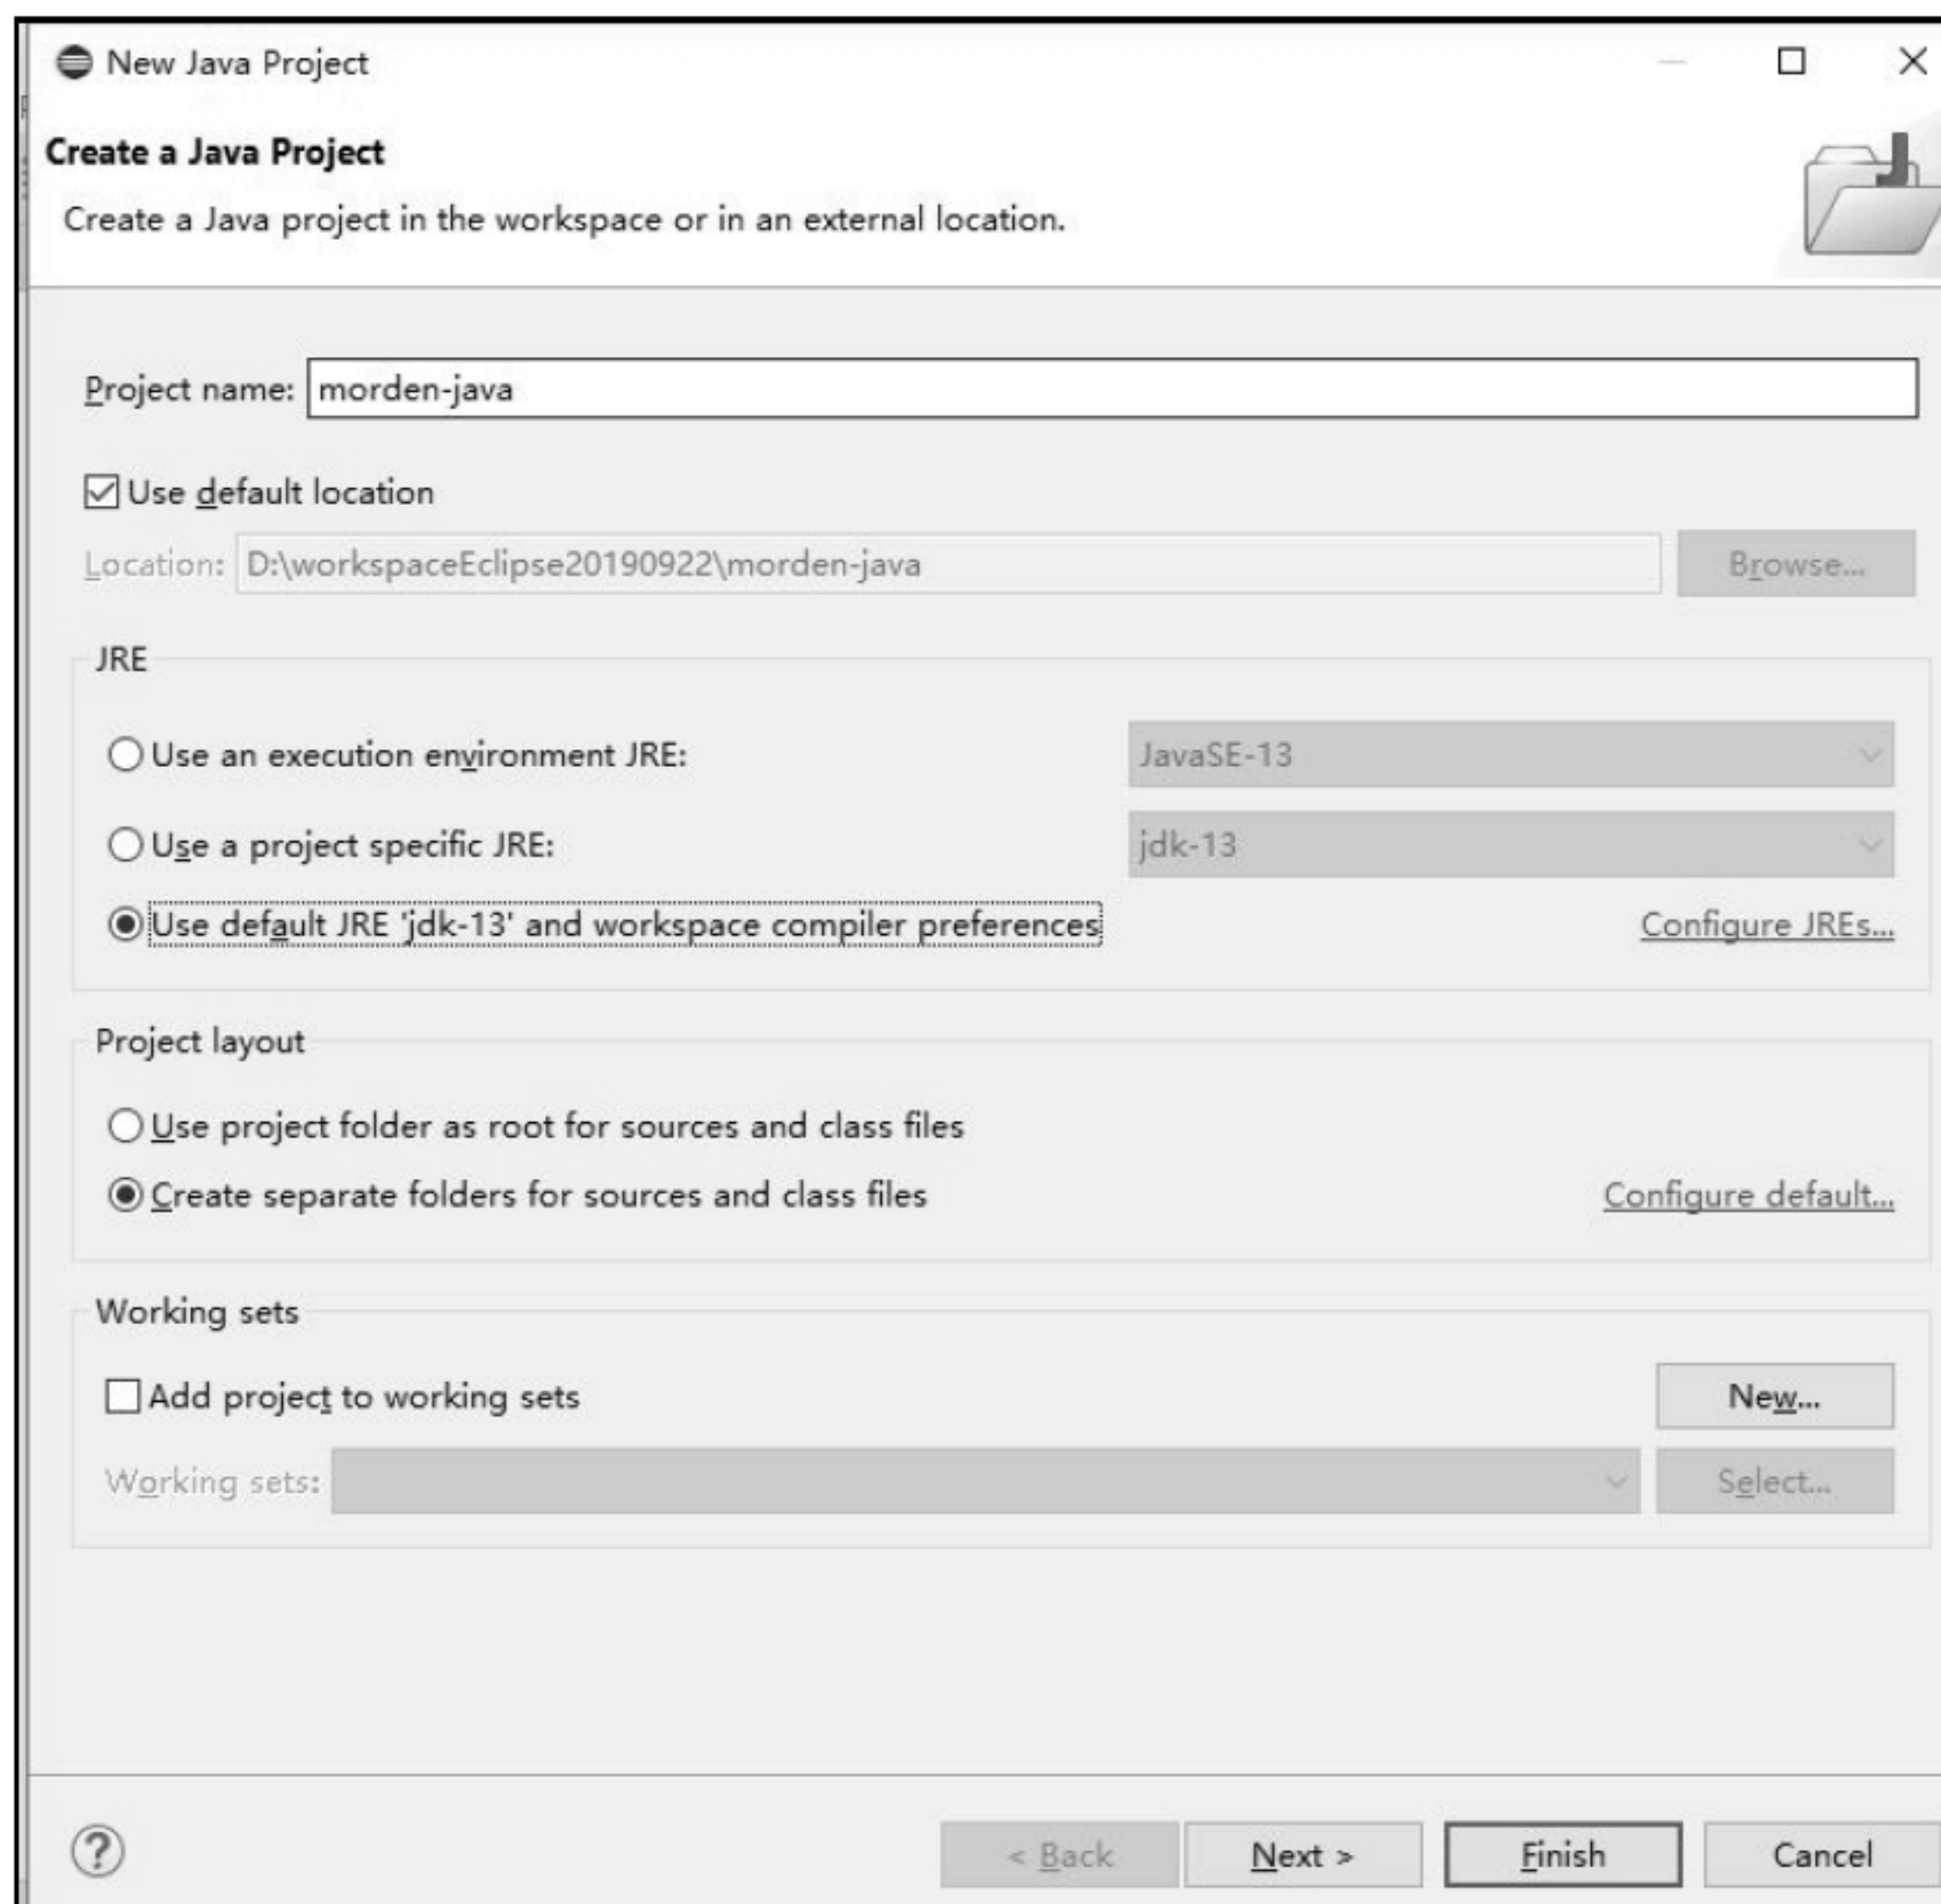 New Java Project
Create a Java Project
Create a Java project in the workspace or in an external location.
Project name: morden-java
Use default location
Location: D:\workspaceEclipse20190922\morden-java Browse...
JRE
Use an execution environment JRE: JavaSE-13
Use a project specific JRE: jdk-13
Use default JRE 'jdk-13' and workspace compiler preferences Configure JREs...
Project layout
Use project folder as root for sources and class files
Create separate folders for sources and class files Configure default...
Working sets
Add project to working sets New...
Working sets: Select...
? < Back Next > Finish Cancel